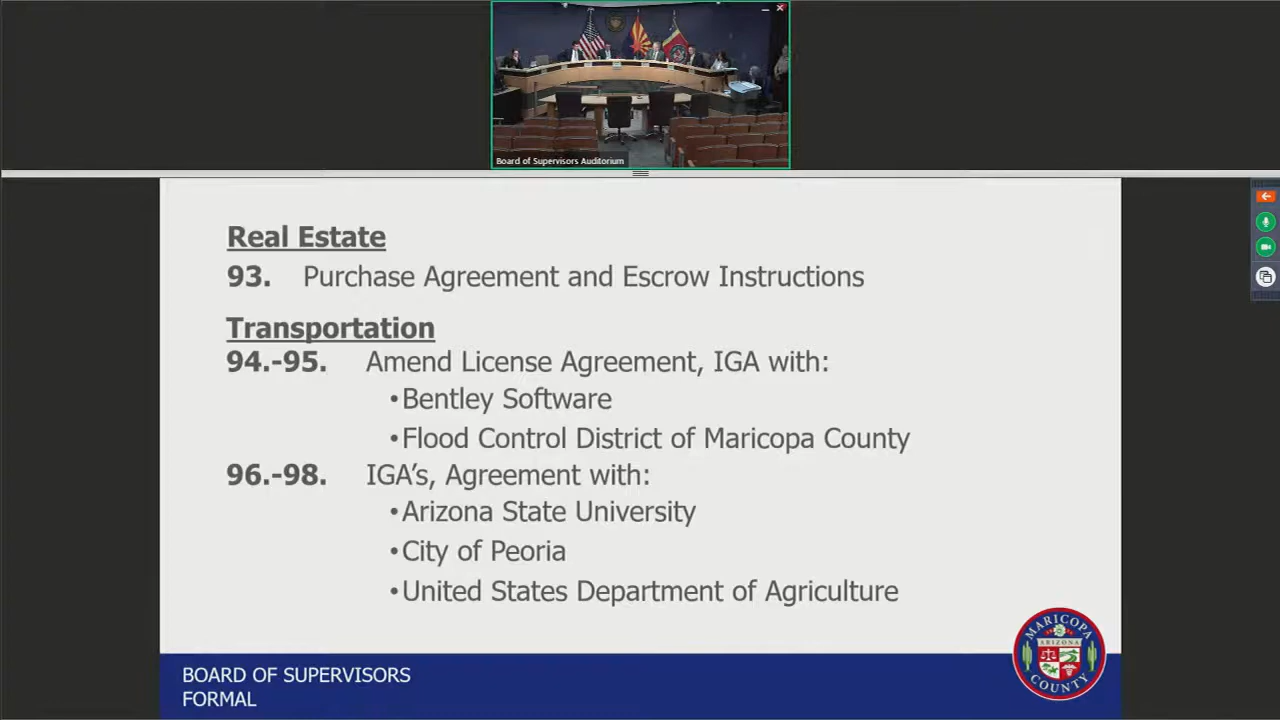 Board of Supervisors Auditorium
Real Estate
93. Purchase Agreement and Escrow Instructions
Transportation
94.-95. Amend License Agreement, IGA with:
•Bentley Software
•Flood Control District of Maricopa County
96.-98. IGA's, Agreement with:
•Arizona State University
•City of Peoria
•United States Department of Agriculture
BOARD OF SUPERVISORS
FORMAL
MARICOPA
ARIZONA
COUNTY